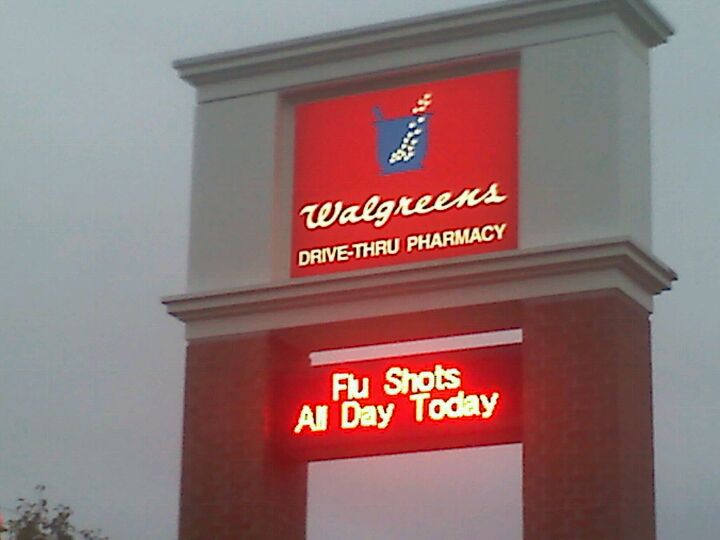 Walgreens
DRIVE-THRU PHARMACY
Flu Shots
All Day Today